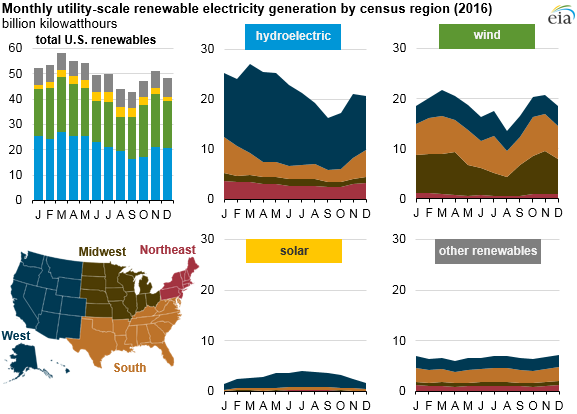 Monthly utility-scale renewable electricity generation by census region (2016)
billion kilowatthours
eia
total U.S. renewables
60
50
40
30
20
10
0
J F M A M J J A S O N D
hydroelectric
30
20
10
0
J F M A M J J A S O N D
wind
30
20
10
0
J F M A M J J A S O N D
Midwest
Northeast
West
South
solar
30
20
10
0
J F M A M J J A S O N D
other renewables
30
20
10
0
J F M A M J J A S O N D